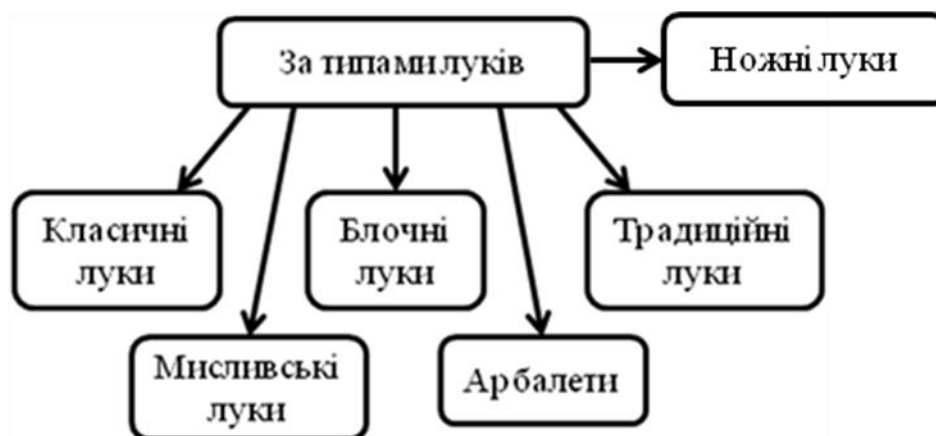 За типами луків
Ножні луки
Класичні
луки
Блочні
луки
Традиційні
луки
Мисливські
луки
Арбалети